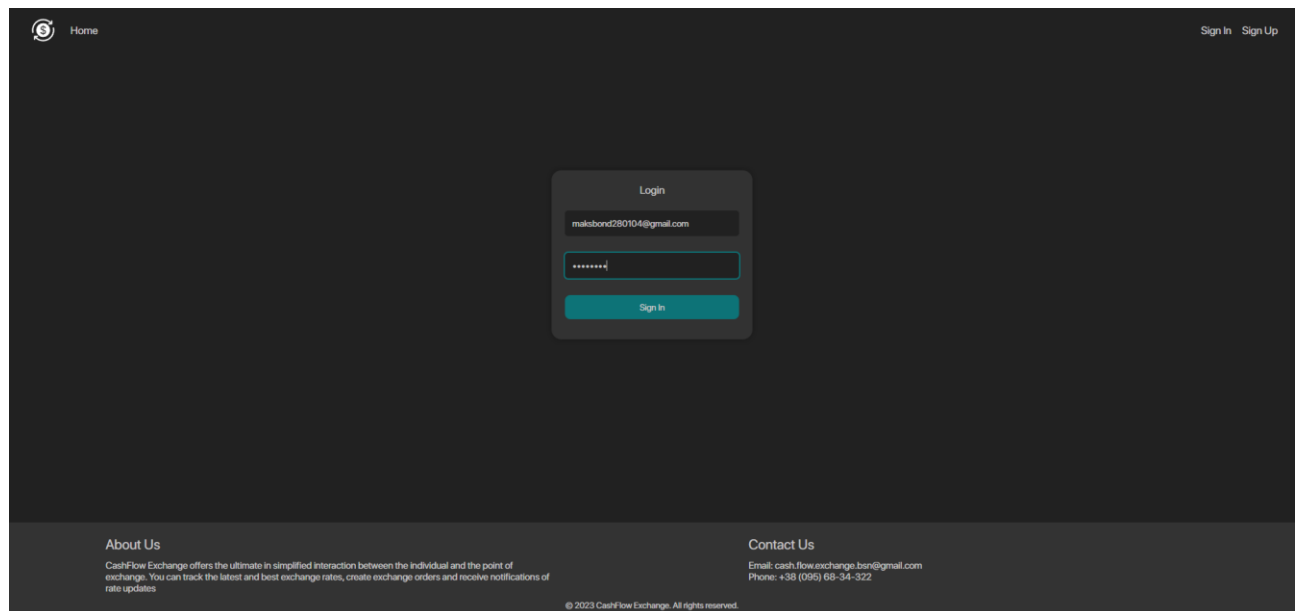 Home
Sign In Sign Up
Login
maksbond280104@gmail.com
••••••••
Sign In
About Us
CashFlow Exchange offers the ultimate in simplified interaction between the individual and the point of
exchange. You can track the latest and best exchange rates, create exchange orders and receive notifications of
rate updates
Contact Us
Email: cash.flow.exchange.bsn@gmail.com
Phone: +38 (095) 68-34-322
© 2023 CashFlow Exchange. All rights reserved.